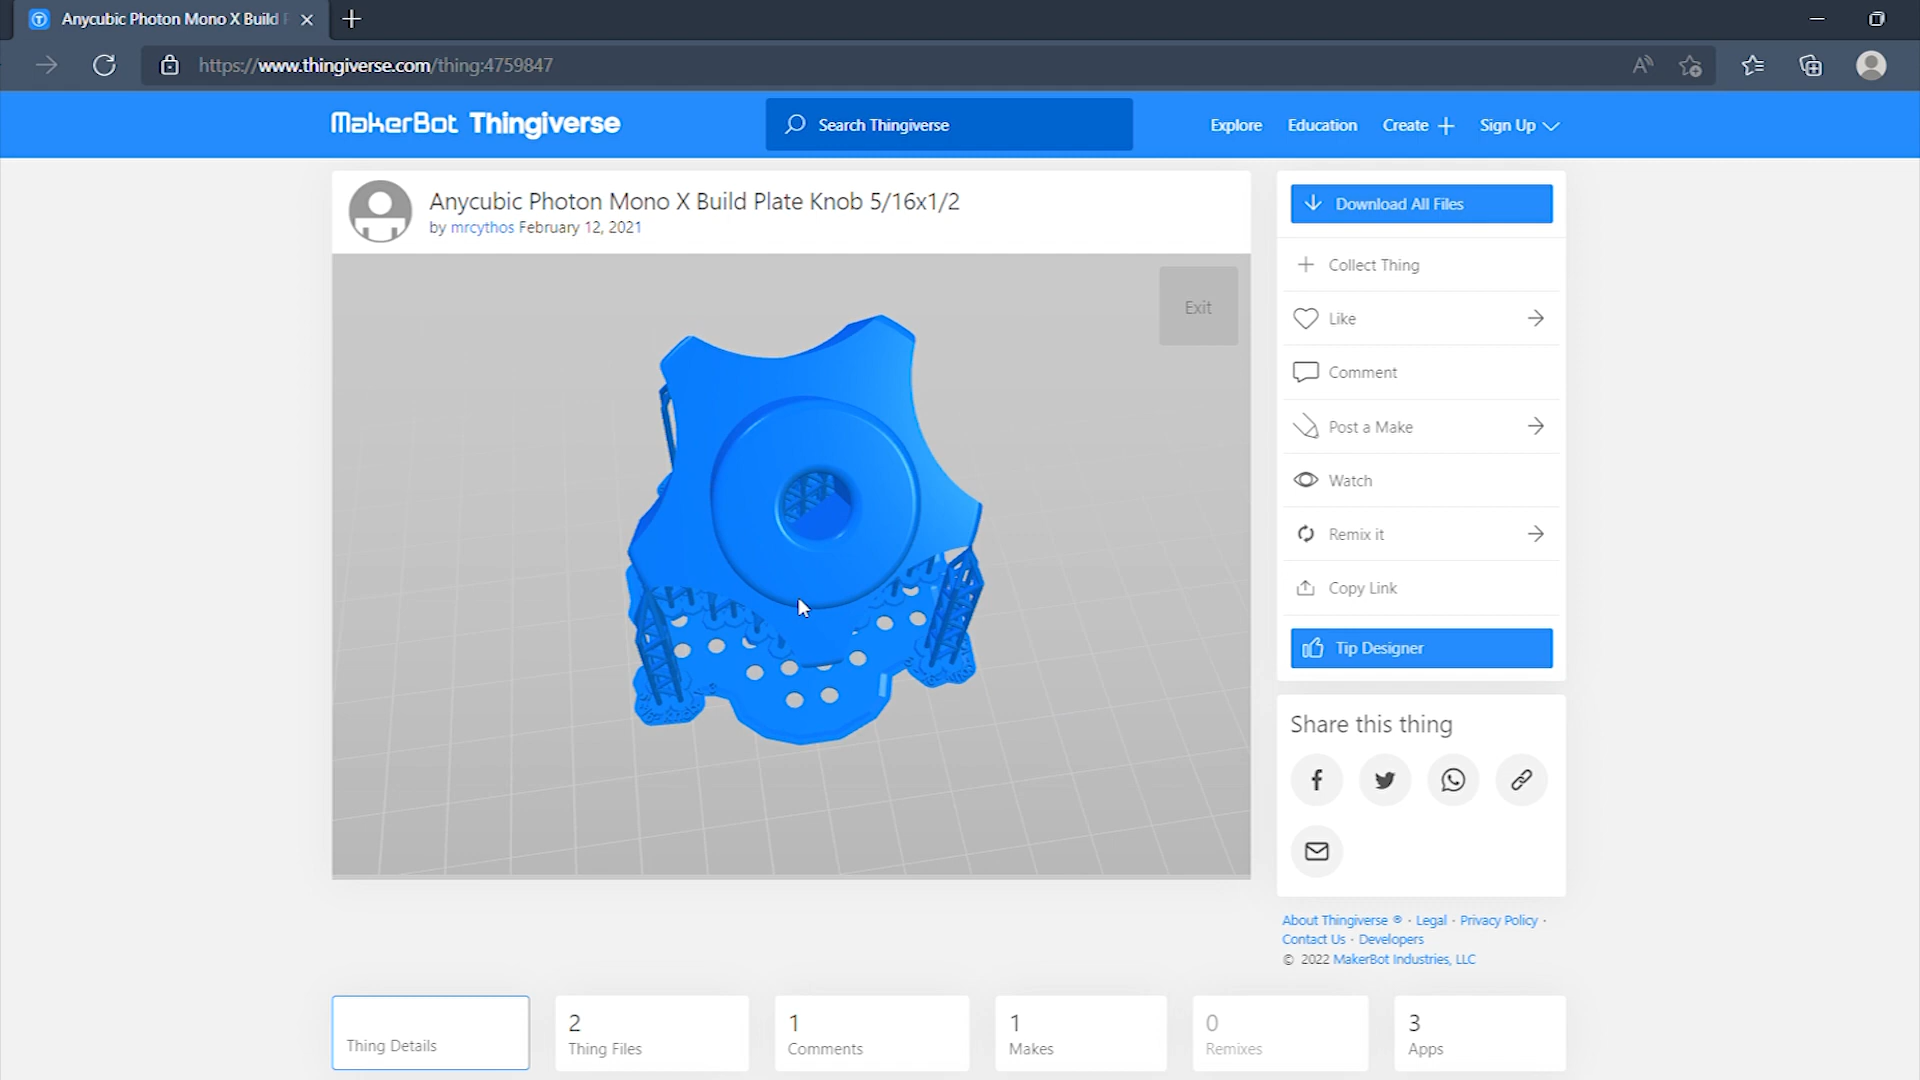 Anycubic Photon Mono X Build
https://www.thingiverse.com/thing:4759847
MakerBot Thingiverse
Search Thingiverse
Explore
Education
Create
Sign Up
Anycubic Photon Mono X Build Plate Knob 5/16x1/2
by mrcythos February 12, 2021
Exit
Download All Files
Collect Thing
Like
Comment
Post a Make
Watch
Remix it
Copy Link
Tip Designer
Share this thing
About Thingiverse ® · Legal · Privacy Policy ·
Contact Us · Developers
© 2022 MakerBot Industries, LLC
Thing Details
2
Thing Files
1
Comments
1
Makes
0
Remixes
3
Apps